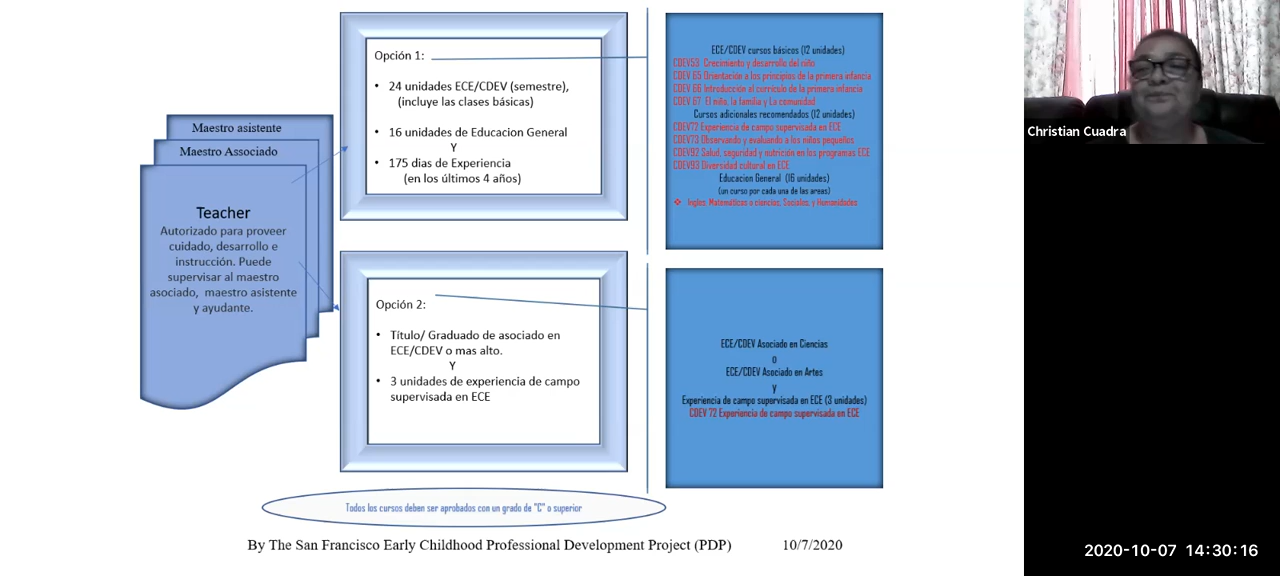 Maestro asistente
Maestro Associado
Teacher
Autorizado para proveer
cuidado, desarrollo e
instrucción. Puede
supervisar al maestro
asociado, maestro asistente
y ayudante.
Opción 1:
• 24 unidades ECE/CDEV (semestre),
(incluye las clases básicas)
• 16 unidades de Educacion General
Y
• 175 dias de Experiencia
(en los últimos 4 años)
Opción 2:
• Título/ Graduado de asociado en
ECE/CDEV o mas alto.
Y
• 3 unidades de experiencia de campo
supervisada en ECE
ECE/CDEV cursos básicos (12 unidades)
CDEV53 Crecimiento y desarrollo del niño
CDEV 65 Orientación a los principios de la primera infancia
CDEV 66 Introducción al currículo de la primera infancia
CDEV 67 El niño, la familia y La comunidad
Cursos adicionales recomendados (12 unidades)
CDEV72 Experiencia de campo supervisada en ECE
CDEV73 Observando y evaluando a los niños pequeños
CDEV92 Salud, seguridad y nutrición en los programas ECE
CDEV93 Diversidad cultural en ECE
Educacion General (16 unidades)
(un curso por cada una de las areas)
❖ Ingles, Matemáticas o ciencias, Sociales, y Humanidades
ECE/CDEV Asociado en Ciencias
o
ECE/CDEV Asociado en Artes
y
Experiencia de campo supervisada en ECE (3 unidades)
CDEV 72 Experiencia de campo supervisada en ECE
Todos los cursos deben ser aprobados con un grado de "C" o superior
By The San Francisco Early Childhood Professional Development Project (PDP) 10/7/2020
Christian Cuadra
2020-10-07 14:30:16